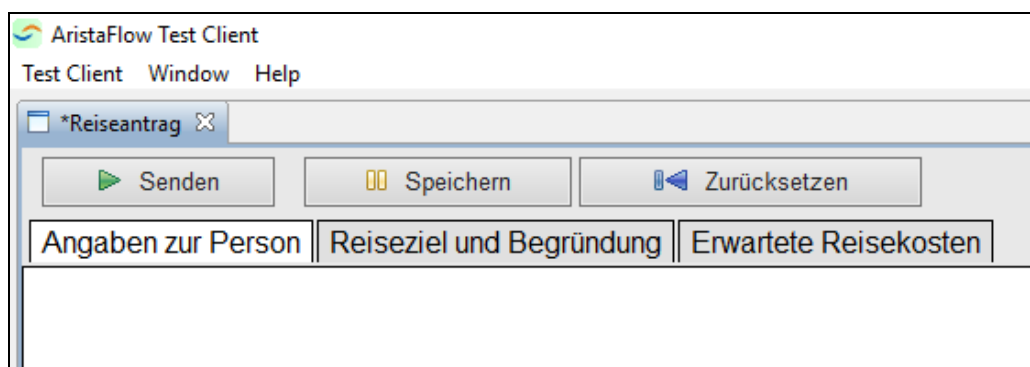 AristaFlow Test Client
Test Client Window Help
*Reiseantrag
Senden Speichern Zurücksetzen
Angaben zur Person Reiseziel und Begründung Erwartete Reisekosten